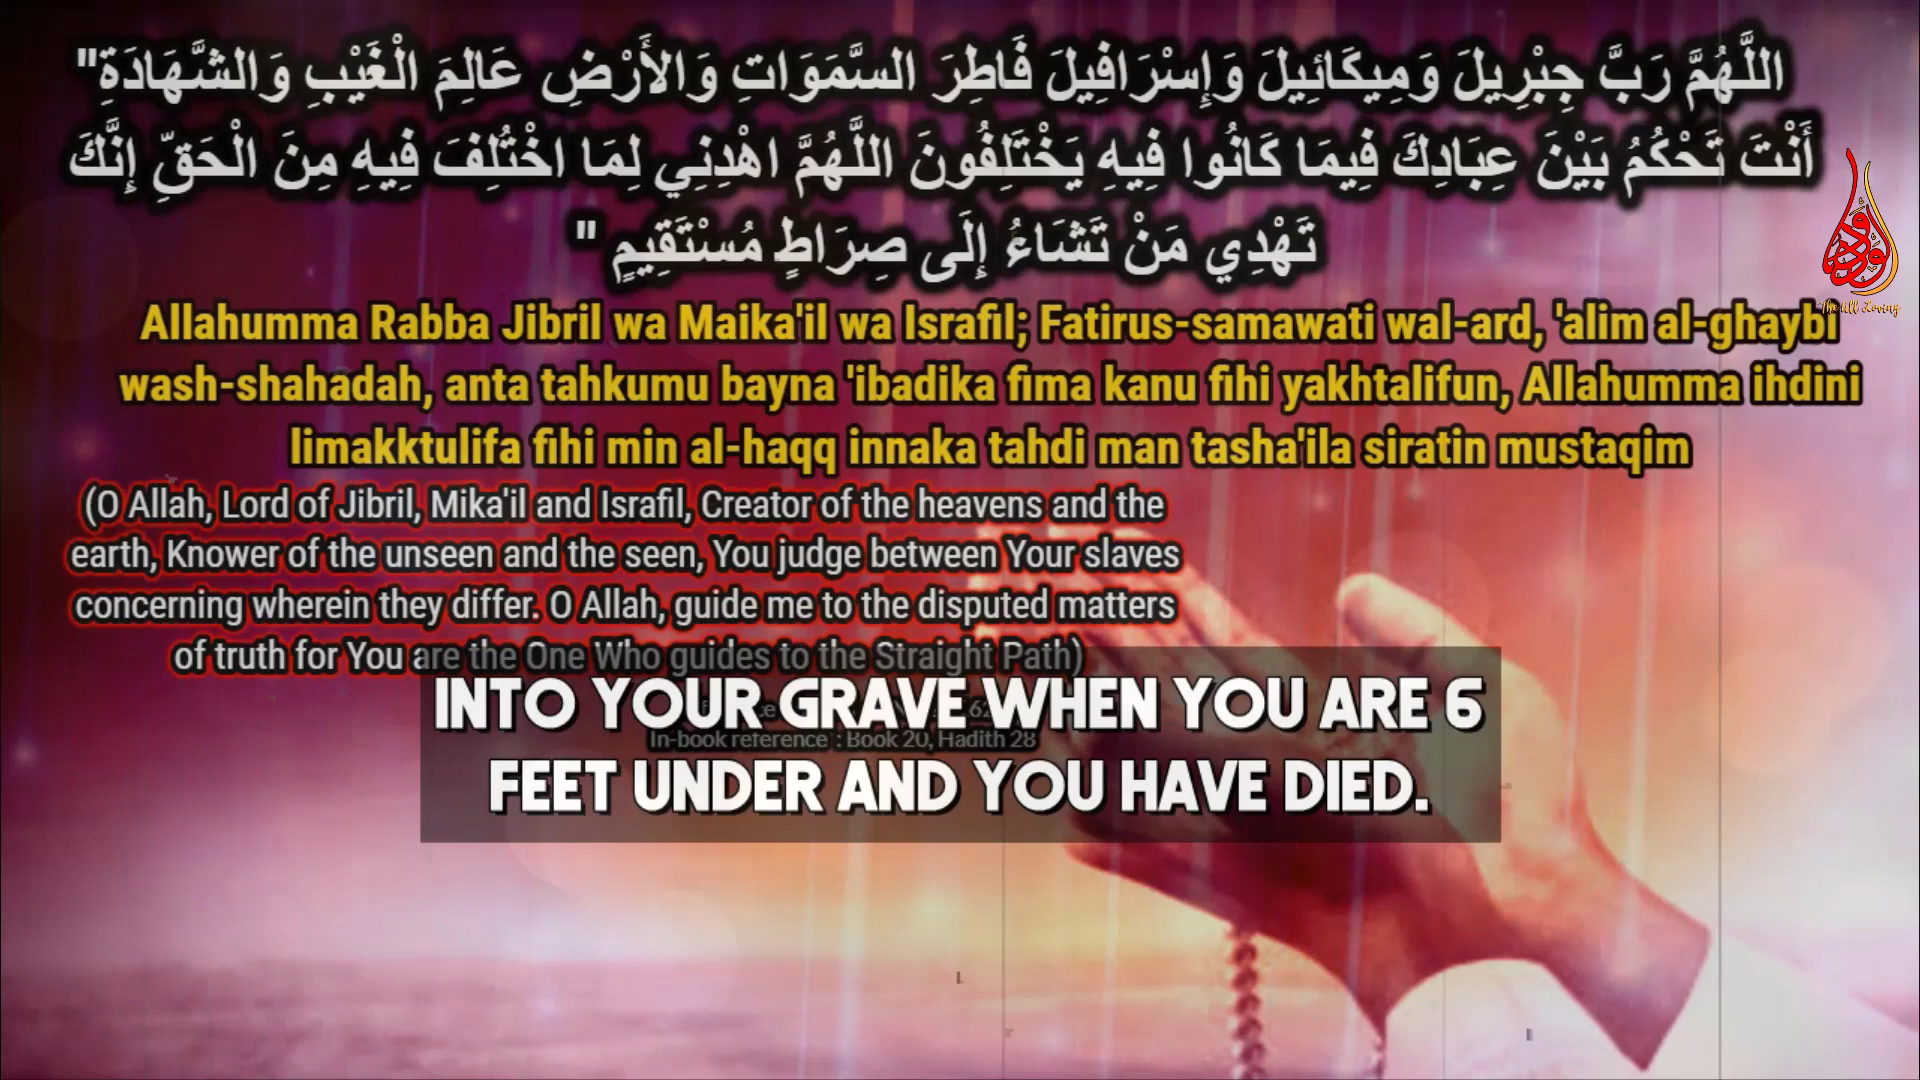 "اللَّهُمَّ رَبَّ جِبْرِيلَ وَمِيكَائِيلَ وَإِسْرَافِيلَ فَاطِرَ السَّمَوَاتِ وَالأَرْضِ عَالِمَ الْغَيْبِ وَالشَّهَادَةِ
أَنْتَ تَحْكُمُ بَيْنَ عِبَادِكَ فِيمَا كَانُوا فِيهِ يَخْتَلِفُونَ اللَّهُمَّ اهْدِنِي لِمَا اخْتُلِفَ فِيهِ مِنَ الْحَقِّ إِنَّكَ
تَهْدِي مَنْ تَشَاءُ إِلَى صِرَاطٍ مُسْتَقِيمٍ "
Allahumma Rabba Jibril wa Maika'il wa Israfil; Fatirus-samawati wal-ard, 'alim al-ghaybi
wash-shahadah, anta tahkumu bayna 'ibadika fima kanu fihi yakhtalifun, Allahumma ihdini
limakktulifa fihi min al-haqq innaka tahdi man tasha'ila siratin mustaqim
The All Loving
(O Allah, Lord of Jibril, Mika'il and Israfil, Creator of the heavens and the
earth, Knower of the unseen and the seen, You judge between Your slaves
concerning wherein they differ. O Allah, guide me to the disputed matters
of truth for You are the One Who guides to the Straight Path)
INTO YOUR GRAVE WHEN YOU ARE 6
In-book reference : Book 20, Hadith 28
FEET UNDER AND YOU HAVE DIED.